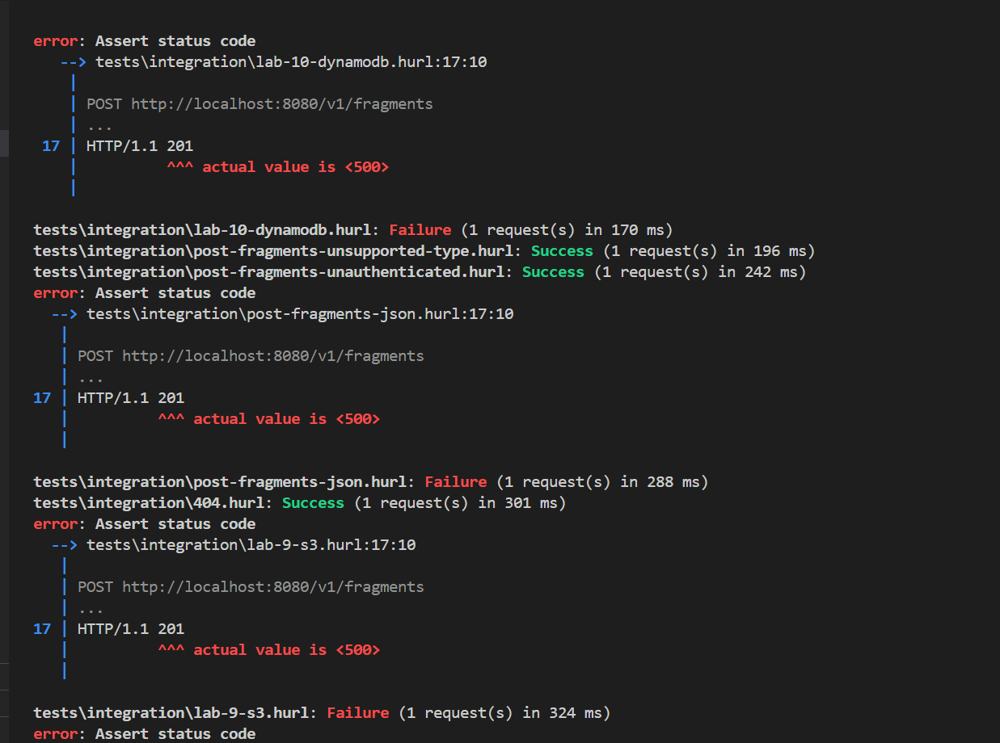 error: Assert status code
--> tests\integration\lab-10-dynamodb.hurl:17:10
|
| POST http://localhost:8080/v1/fragments
| ...
17 | HTTP/1.1 201
| ^^^ actual value is <500>
|
tests\integration\lab-10-dynamodb.hurl: Failure (1 request(s) in 170 ms)
tests\integration\post-fragments-unsupported-type.hurl: Success (1 request(s) in 196 ms)
tests\integration\post-fragments-unauthenticated.hurl: Success (1 request(s) in 242 ms)
error: Assert status code
--> tests\integration\post-fragments-json.hurl:17:10
|
| POST http://localhost:8080/v1/fragments
| ...
17 | HTTP/1.1 201
| ^^^ actual value is <500>
|
tests\integration\post-fragments-json.hurl: Failure (1 request(s) in 288 ms)
tests\integration\404.hurl: Success (1 request(s) in 301 ms)
error: Assert status code
--> tests\integration\lab-9-s3.hurl:17:10
|
| POST http://localhost:8080/v1/fragments
| ...
17 | HTTP/1.1 201
| ^^^ actual value is <500>
|
tests\integration\lab-9-s3.hurl: Failure (1 request(s) in 324 ms)
error: Assert status code